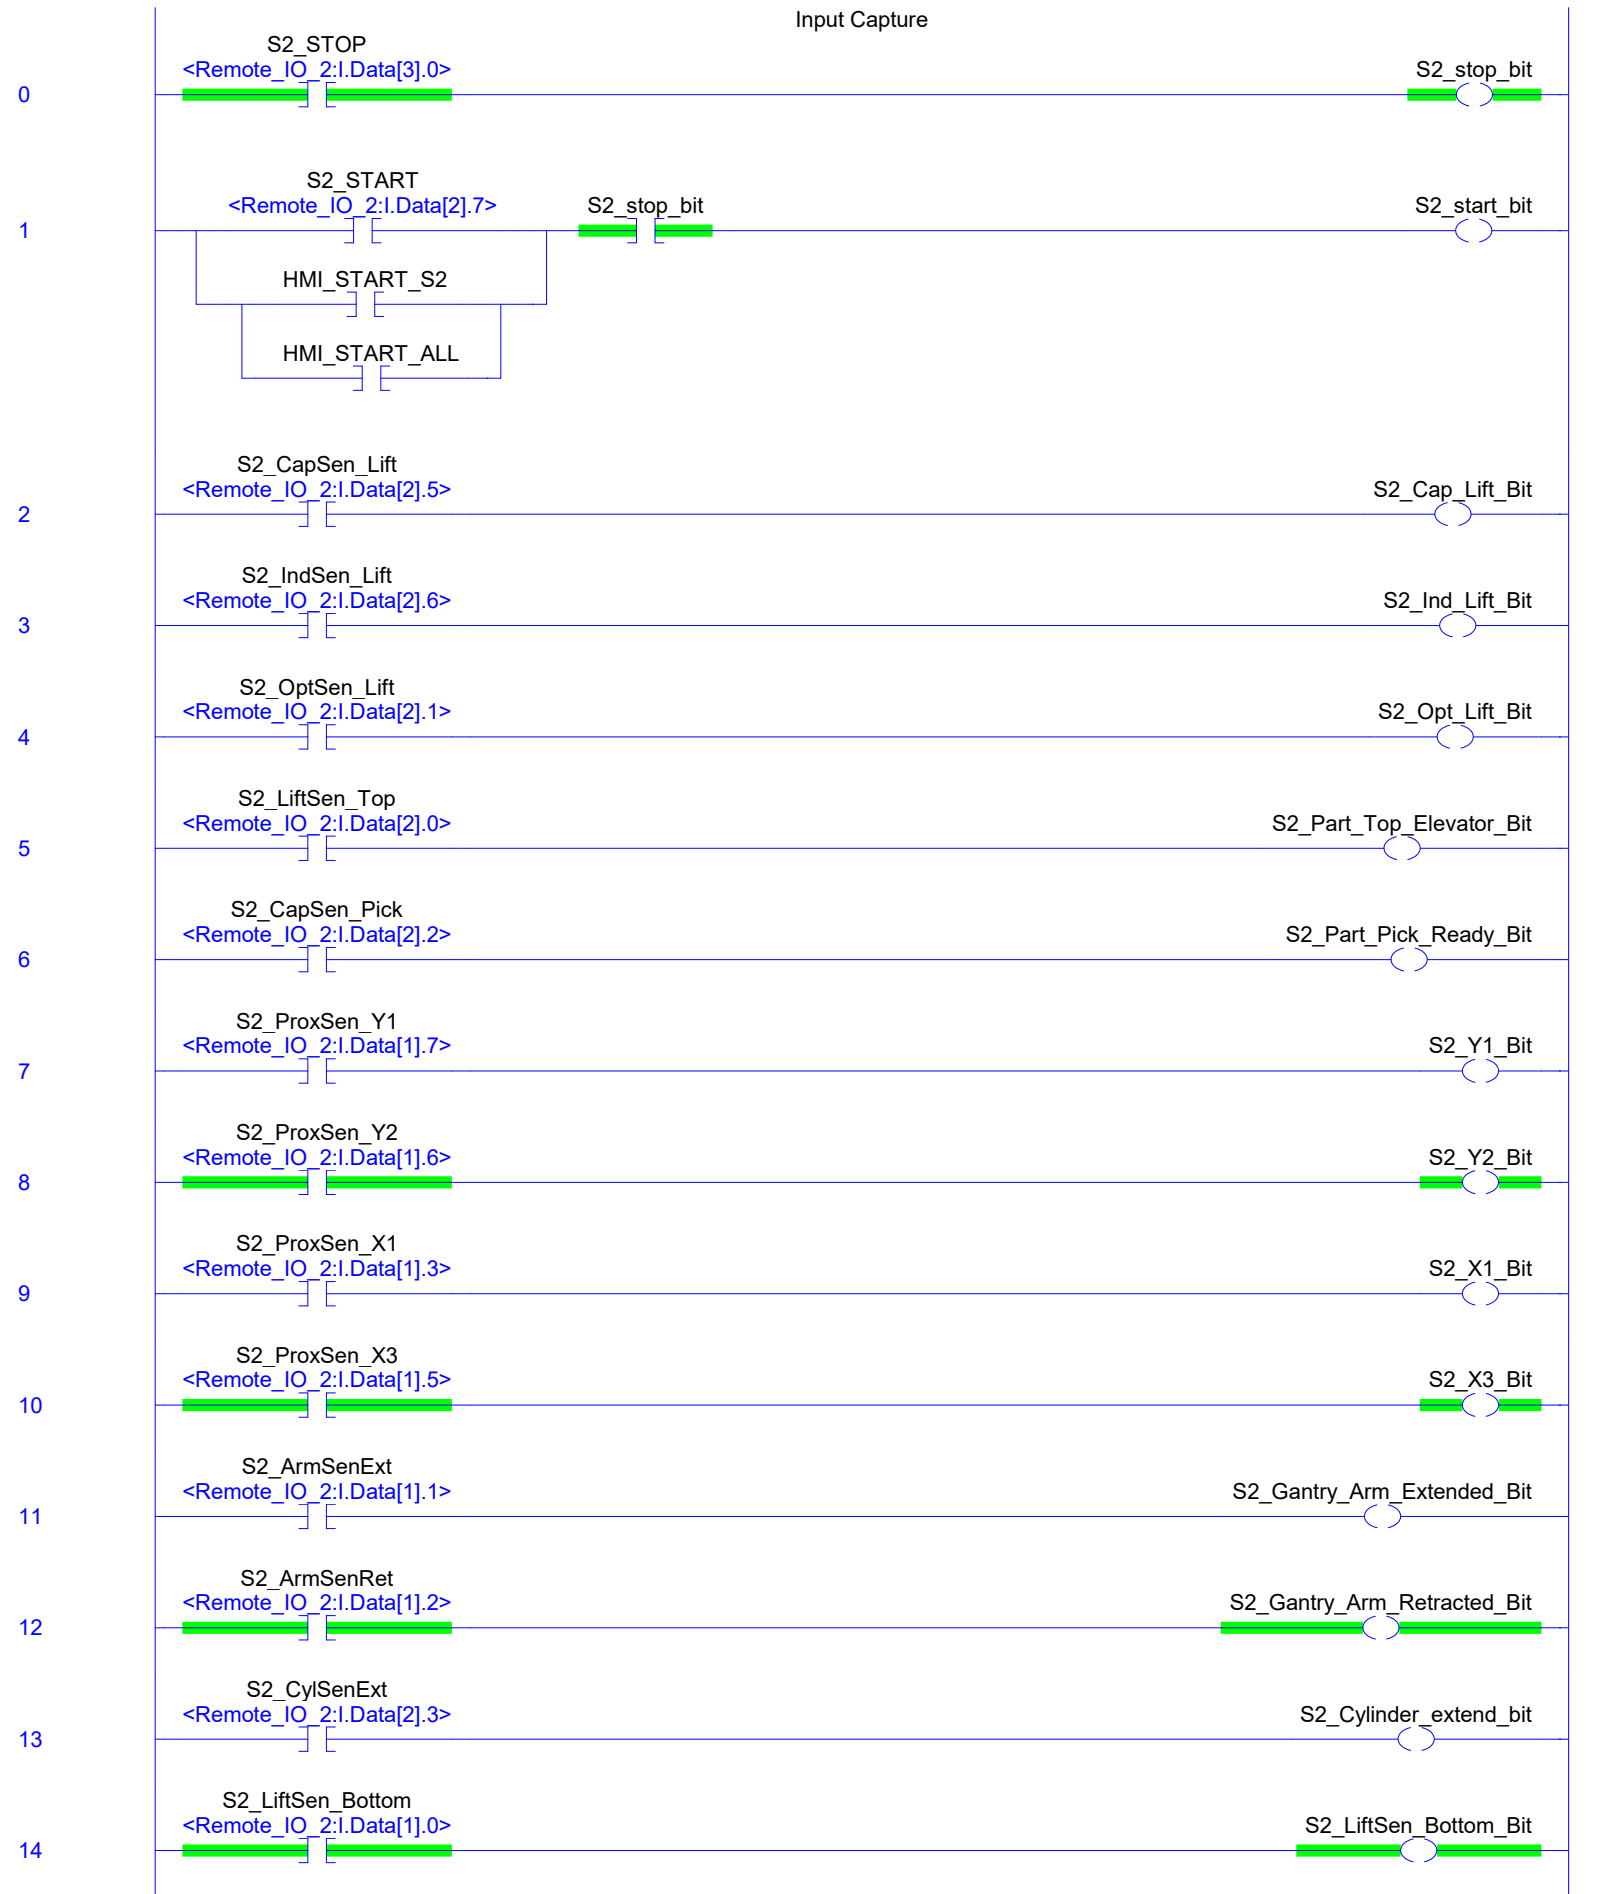 Input Capture
S2_STOP
<Remote_IO_2:I.Data[3].0>
S2_stop_bit
0
S2_START
<Remote_IO_2:I.Data[2].7>
S2_stop_bit
S2_start_bit
1
HMI_START_S2
HMI_START_ALL
S2_CapSen_Lift
<Remote_IO_2:I.Data[2].5>
S2_Cap_Lift_Bit
2
S2_IndSen_Lift
<Remote_IO_2:I.Data[2].6>
S2_Ind_Lift_Bit
3
S2_OptSen_Lift
<Remote_IO_2:I.Data[2].1>
S2_Opt_Lift_Bit
4
S2_LiftSen_Top
<Remote_IO_2:I.Data[2].0>
S2_Part_Top_Elevator_Bit
5
S2_CapSen_Pick
<Remote_IO_2:I.Data[2].2>
S2_Part_Pick_Ready_Bit
6
S2_ProxSen_Y1
<Remote_IO_2:I.Data[1].7>
S2_Y1_Bit
7
S2_ProxSen_Y2
<Remote_IO_2:I.Data[1].6>
S2_Y2_Bit
8
S2_ProxSen_X1
<Remote_IO_2:I.Data[1].3>
S2_X1_Bit
9
S2_ProxSen_X3
<Remote_IO_2:I.Data[1].5>
S2_X3_Bit
10
S2_ArmSenExt
<Remote_IO_2:I.Data[1].1>
S2_Gantry_Arm_Extended_Bit
11
S2_ArmSenRet
<Remote_IO_2:I.Data[1].2>
S2_Gantry_Arm_Retracted_Bit
12
S2_CylSenExt
<Remote_IO_2:I.Data[2].3>
S2_Cylinder_extend_bit
13
S2_LiftSen_Bottom
<Remote_IO_2:I.Data[1].0>
S2_LiftSen_Bottom_Bit
14